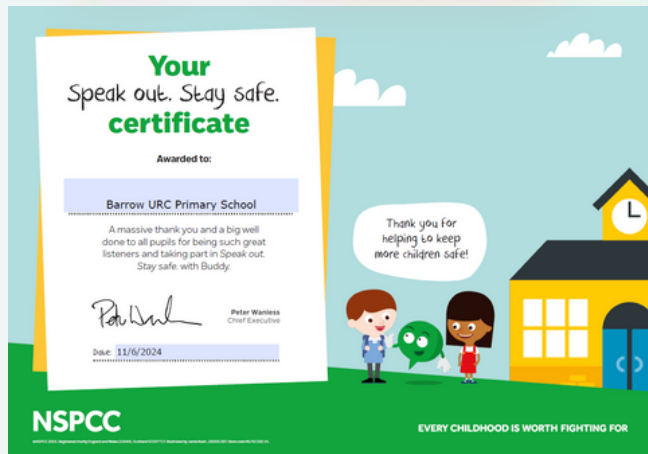 Your
Speak out. Stay safe.
certificate
Awarded to:
Barrow URC Primary School
A massive thank you and a big well
done to all pupils for being such great
listeners and taking part in Speak out.
Stay safe. with Buddy.
Peter Wanless
Chief Executive
Date: 11/6/2024
Thank you for
helping to keep
more children safe!
NSPCC
EVERY CHILDHOOD IS WORTH FIGHTING FOR